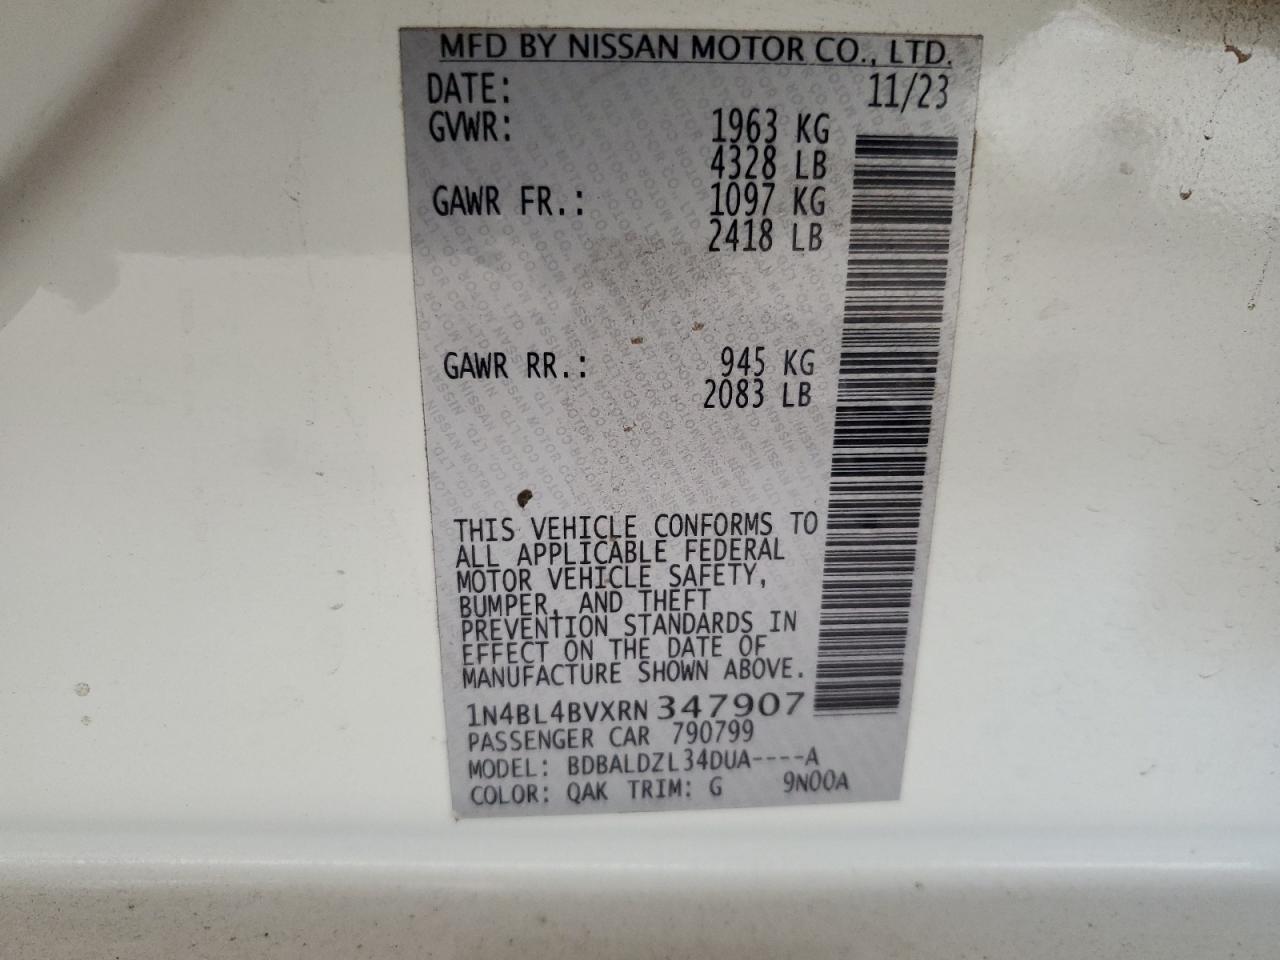 MFD BY NISSAN MOTOR CO., LTD.
DATE: 11/23
GVWR: 1963 KG
4328 LB
GAWR FR.: 1097 KG
2418 LB
GAWR RR.: 945 KG
2083 LB
THIS VEHICLE CONFORMS TO
ALL APPLICABLE FEDERAL
MOTOR VEHICLE SAFETY,
BUMPER, AND THEFT
PREVENTION STANDARDS IN
EFFECT ON THE DATE OF
MANUFACTURE SHOWN ABOVE.
1N4BL4BVXRN347907
PASSENGER CAR 790799
MODEL: BDBALDZL34DUA----A
COLOR: QAK TRIM: G 9N00A